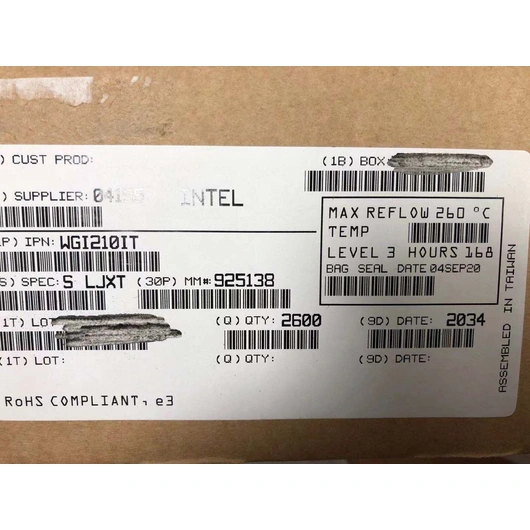 ) CUST PROD:
(1B) BOX
) SUPPLIER: INTEL
MAX REFLOW 260 °C
TEMP
LEVEL 3 HOURS 168
BAG SEAL DATE 04SEP20
1P) IPN: WGI210IT
S) SPEC: S LJXT (30P) MM#: 925138
1T) LOT
(Q) QTY: 2600
(9D) DATE: 2034
(1T) LOT:
(Q) QTY:
(9D) DATE:
ASSEMBLED IN TAIWAN
RoHS COMPLIANT, e3